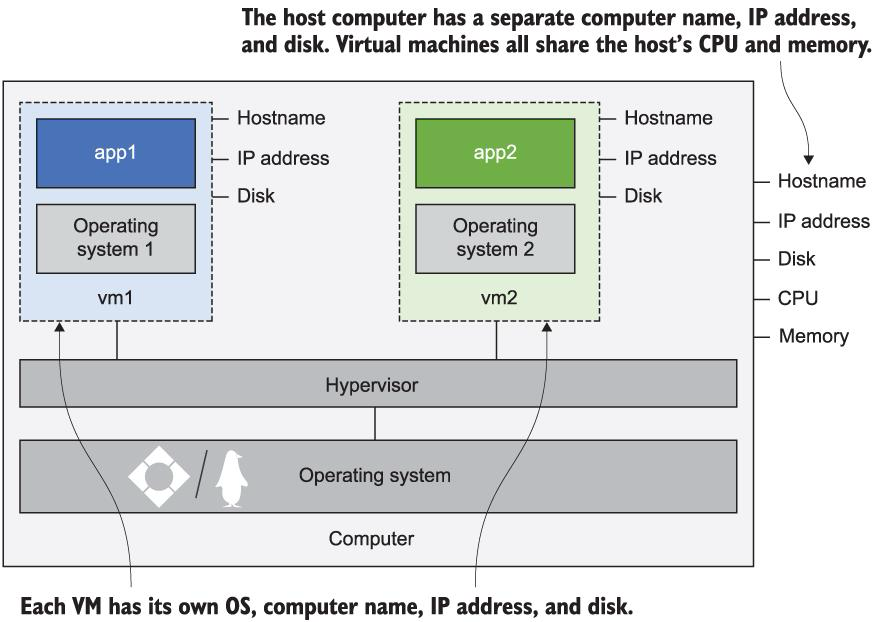 The host computer has a separate computer name, IP address,
and disk. Virtual machines all share the host's CPU and memory.
app1
Operating
system 1
vm1
Hostname
IP address
Disk
app2
Operating
system 2
vm2
Hostname
IP address
Disk
Hostname
IP address
Disk
CPU
Memory
Hypervisor
Operating system
Computer
Each VM has its own OS, computer name, IP address, and disk.